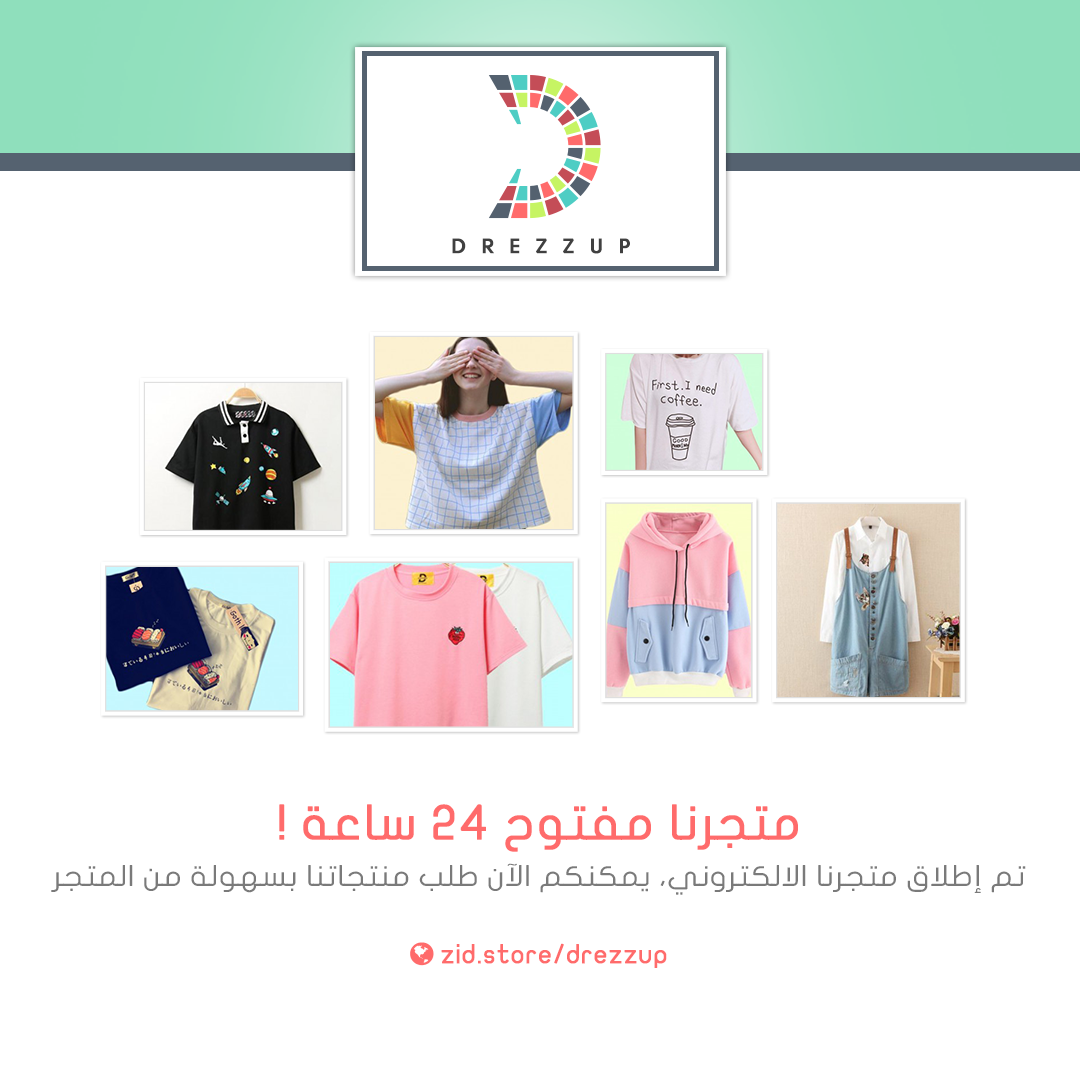 DREZZUP
First.I need
coffee.
GOOD
متجرنا مفتوح 24 ساعة !
تم إطلاق متجرنا الالكتروني، يمكنكم الآن طلب منتجاتنا بسهولة من المتجر
zid.store/drezzup